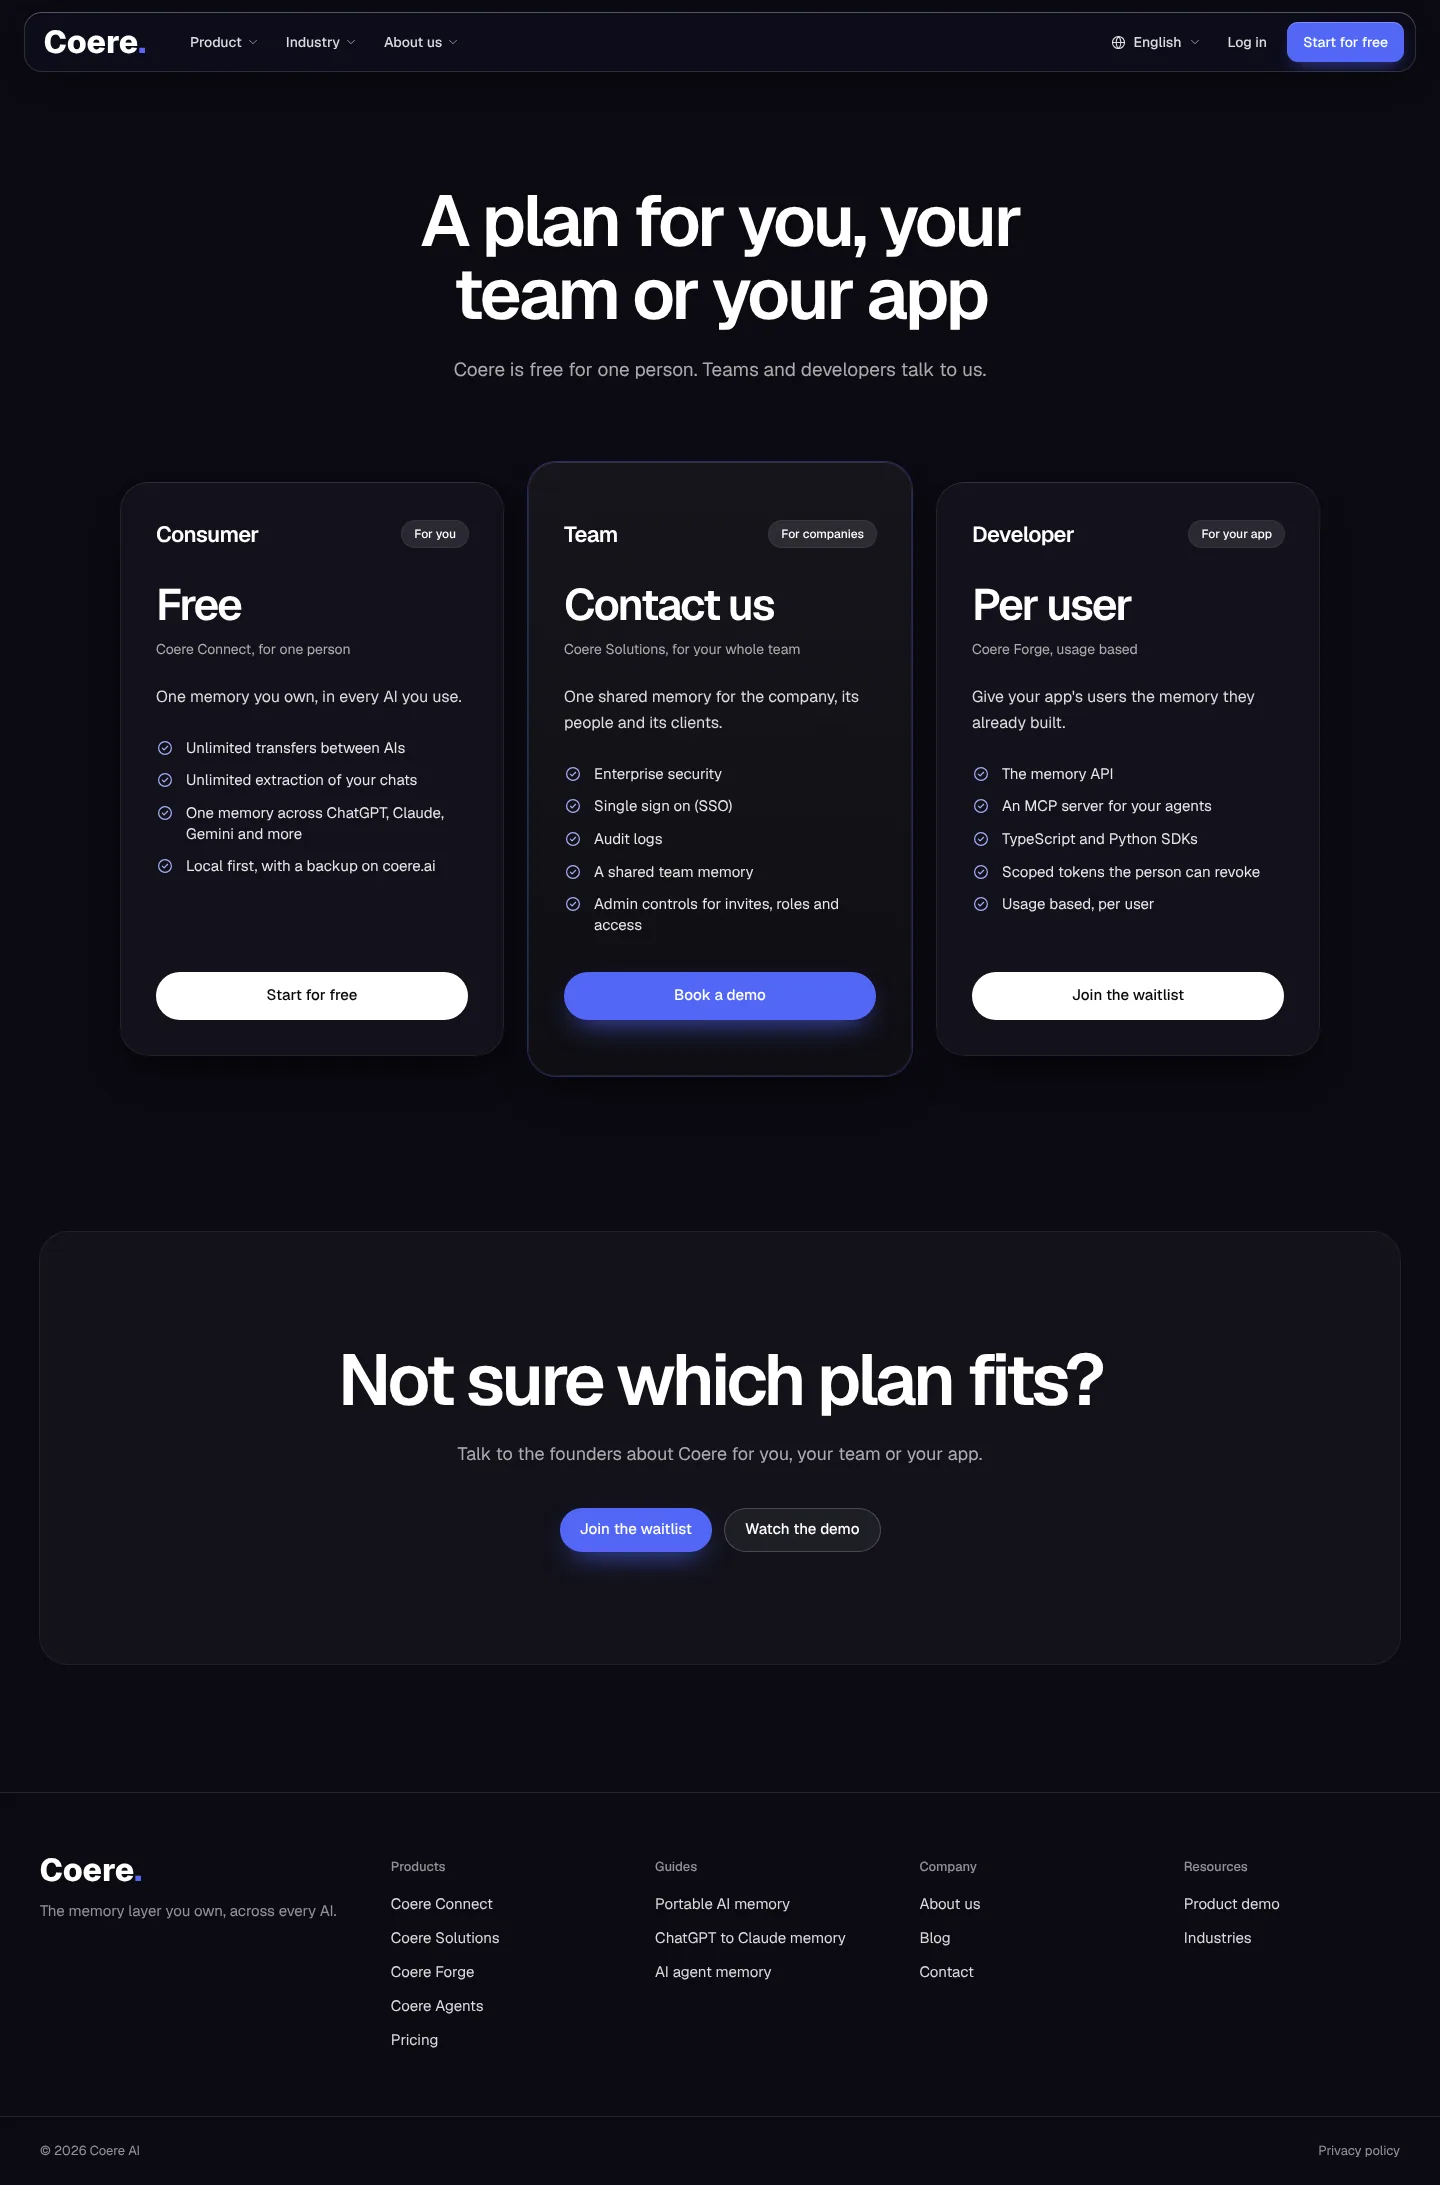 Coere.
Product
Industry
About us
English
Log in
Start for free
A plan for you, your
team or your app
Coere is free for one person. Teams and developers talk to us.
Consumer
For you
Free
Coere Connect, for one person
One memory you own, in every AI you use.
Unlimited transfers between AIs
Unlimited extraction of your chats
One memory across ChatGPT, Claude,
Gemini and more
Local first, with a backup on coere.ai
Start for free
Team
For companies
Contact us
Coere Solutions, for your whole team
One shared memory for the company, its
people and its clients.
Enterprise security
Single sign on (SSO)
Audit logs
A shared team memory
Admin controls for invites, roles and
access
Book a demo
Developer
For your app
Per user
Coere Forge, usage based
Give your app's users the memory they
already built.
The memory API
An MCP server for your agents
TypeScript and Python SDKs
Scoped tokens the person can revoke
Usage based, per user
Join the waitlist
Not sure which plan fits?
Talk to the founders about Coere for you, your team or your app.
Join the waitlist
Watch the demo
Coere.
The memory layer you own, across every AI.
Products
Coere Connect
Coere Solutions
Coere Forge
Coere Agents
Pricing
Guides
Portable AI memory
ChatGPT to Claude memory
AI agent memory
Company
About us
Blog
Contact
Resources
Product demo
Industries
© 2026 Coere AI
Privacy policy